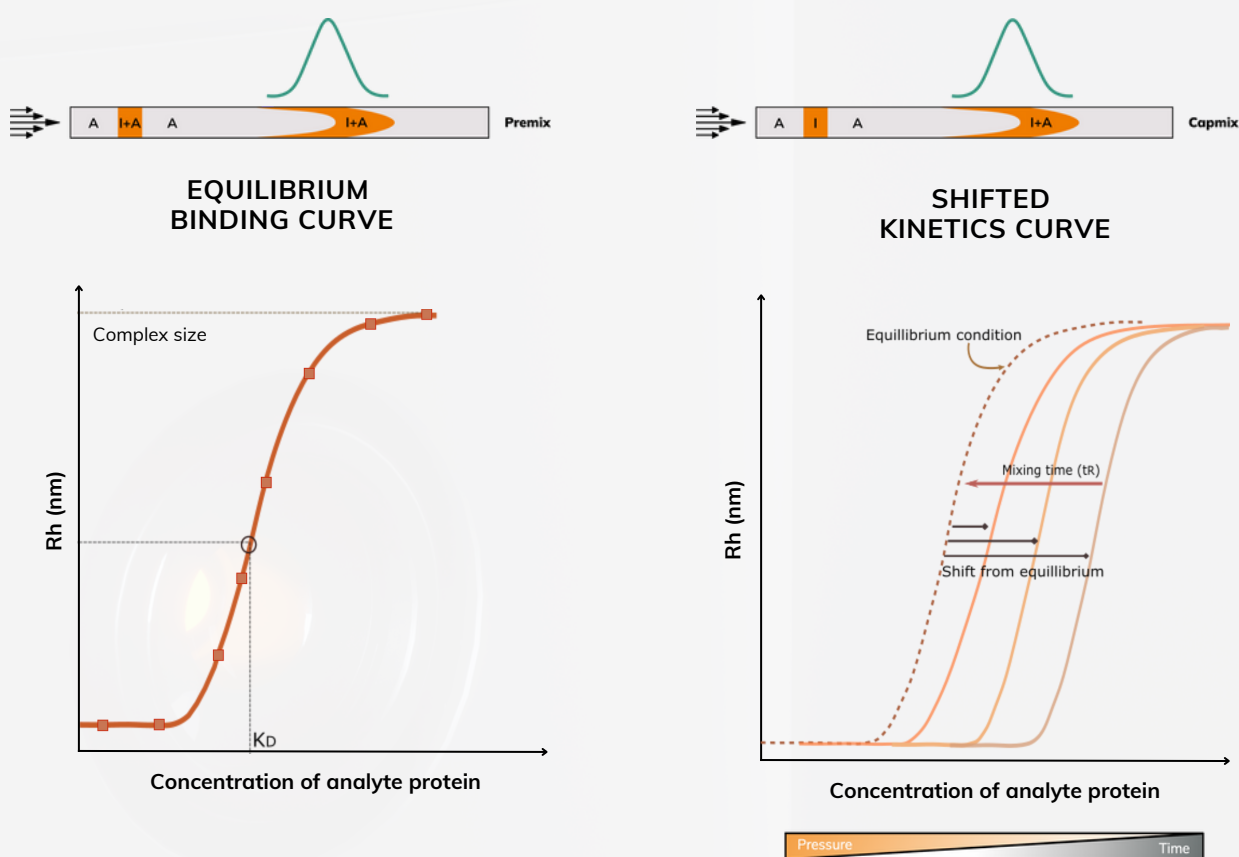 A I+A A I+A Premix
EQUILIBRIUM
BINDING CURVE
Complex size
Rh (nm)
KD
Concentration of analyte protein
A I A I+A Capmix
SHIFTED
KINETICS CURVE
Equillibrium condition
Mixing time (tR)
Shift from equillibrium
Rh (nm)
Concentration of analyte protein
Pressure
Time